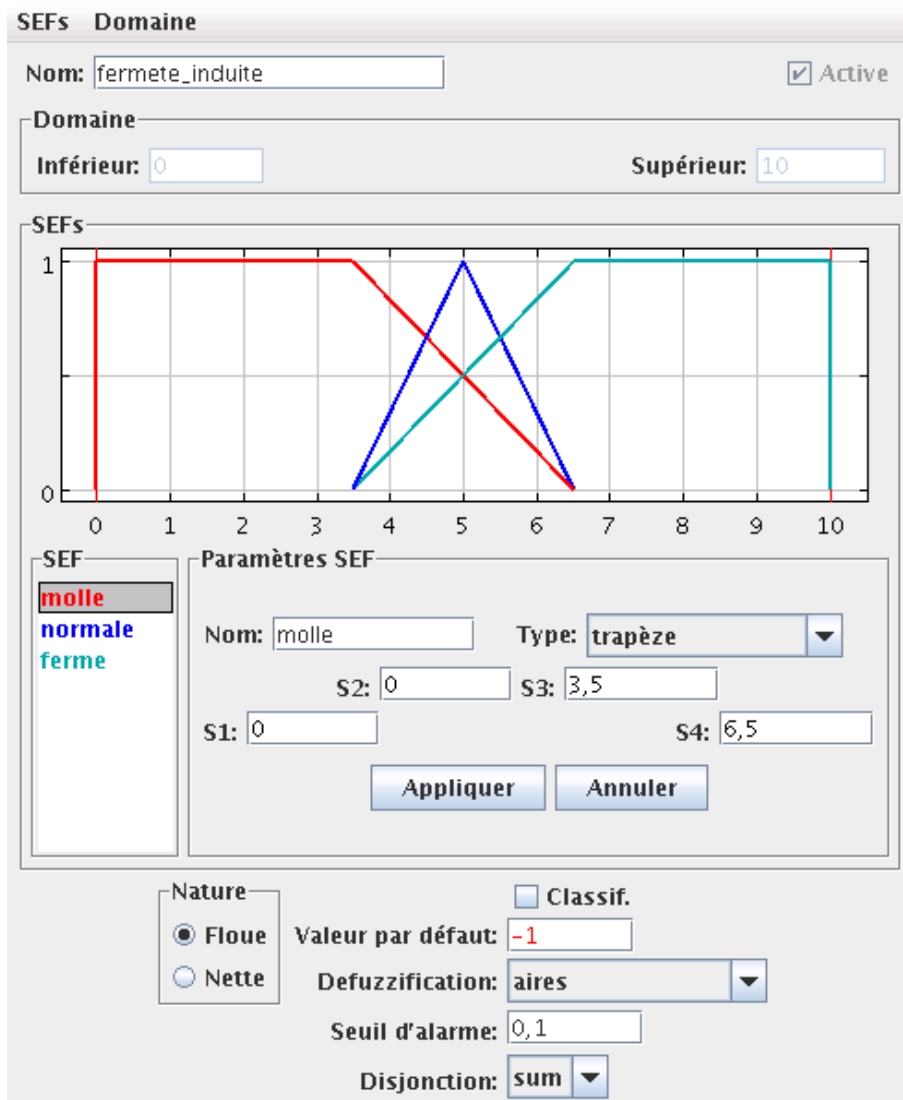 SEFs Domaine
Nom: fermete_induite Active
Domaine
Inférieur: 0 Supérieur: 10
SEFs
1
0
0 1 2 3 4 5 6 7 8 9 10
SEF Paramètres SEF
molle
normale
ferme
Nom: molle Type: trapèze
S2: 0 S3: 3,5
S1: 0 S4: 6,5
Appliquer Annuler
Nature Classif.
Floue Valeur par défaut: -1
Nette Defuzzification: aires
Seuil d'alarme: 0,1
Disjonction: sum